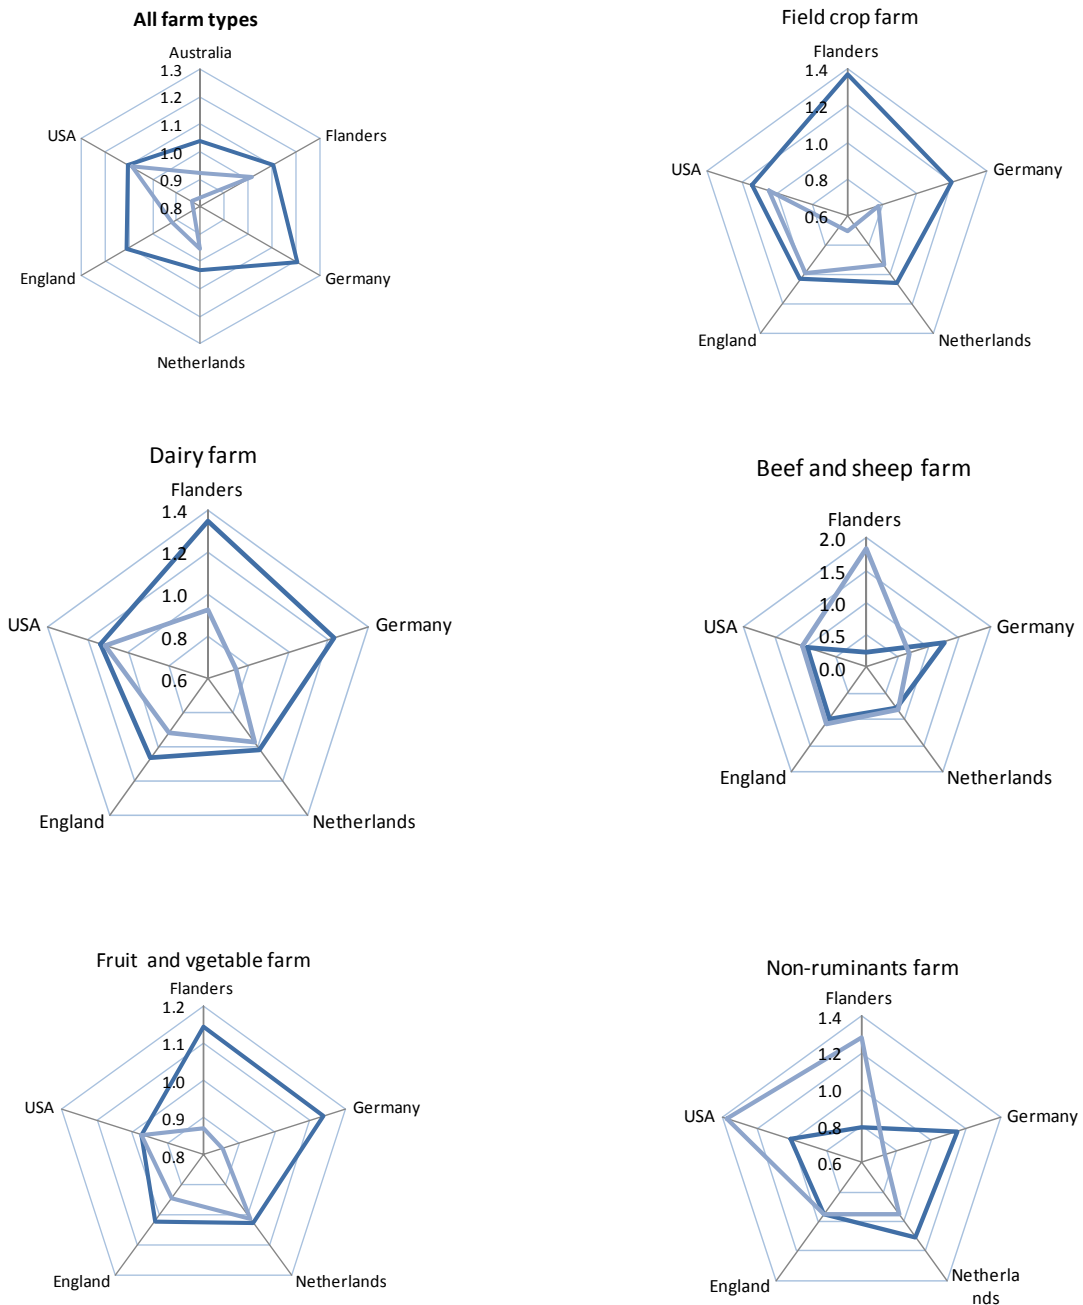 All farm types
Australia
1.3
1.2
1.1
1.0
0.9
0.8
USA
Flanders
England
Germany
Netherlands
Field crop farm
Flanders
1.4
1.2
1.0
0.8
0.6
USA
Germany
England
Netherlands
Dairy farm
Flanders
1.4
1.2
1.0
0.8
0.6
USA
Germany
England
Netherlands
Beef and sheep farm
Flanders
2.0
1.5
1.0
0.5
0.0
USA
Germany
England
Netherlands
Fruit and vgetable farm
Flanders
1.2
1.1
1.0
0.9
0.8
USA
Germany
England
Netherlands
Non-ruminants farm
Flanders
1.4
1.2
1.0
0.8
0.6
USA
Germany
England
Netherla
nds